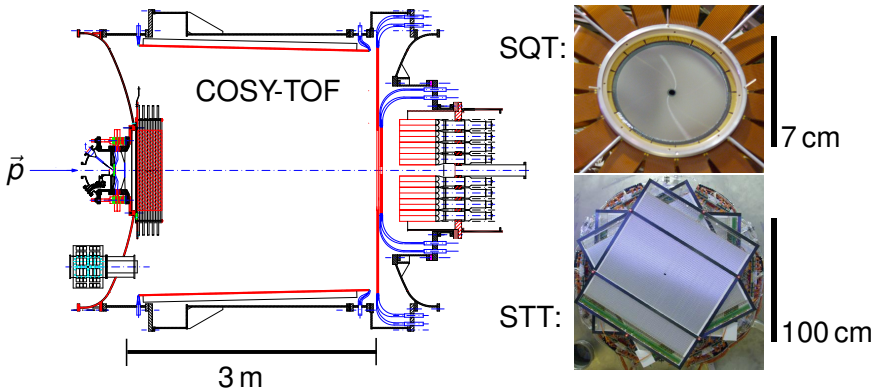 COSY-TOF
p⃗
3 m
SQT:
7 cm
STT:
100 cm